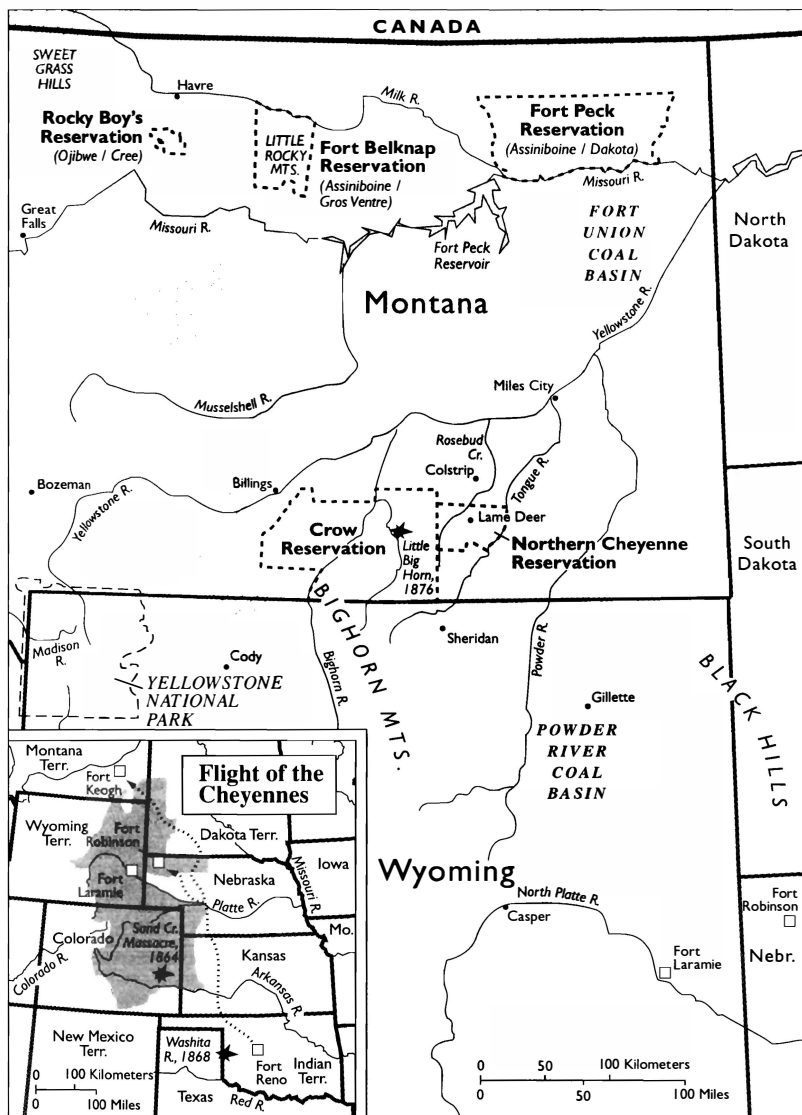 CANADA
SWEET
GRASS
HILLS
Havre
Milk R.
Rocky Boy's
Reservation
(Ojibwe / Cree)
LITTLE
ROCKY
MTS.
Fort Belknap
Reservation
(Assiniboine /
Gros Ventre)
Fort Peck
Reservation
(Assiniboine / Dakota)
Missouri R.
Great
Falls
Missouri R.
Fort Peck
Reservoir
FORT
UNION
COAL
BASIN
North
Dakota
Montana
Yellowstone R.
Miles City
Musselshell R.
Rosebud
Cr.
Colstrip
Tongue R.
Bozeman
Yellowstone R.
Billings
Crow
Reservation
Little
Big
Horn,
1876
Lame Deer
Northern Cheyenne
Reservation
South
Dakota
BIGHORN MTS.
Sheridan
Powder R.
Madison
R.
Cody
Bighorn R.
YELLOWSTONE
NATIONAL
PARK
Gillette
BLACK HILLS
POWDER
RIVER
COAL
BASIN
Wyoming
North Platte R.
Casper
Fort
Robinson
Fort
Laramie
Nebr.
0 50 100 Kilometers
0 50 100 Miles
Flight of the
Cheyennes
Montana
Terr.
Fort
Keogh
Wyoming
Terr.
Fort
Robinson
Dakota Terr.
Iowa
Fort
Laramie
Nebraska
Missouri R.
Platte R.
Mo.
Colorado
Sand Cr.
Massacre,
1864
Kansas
Colorado R.
Arkansas R.
New Mexico
Terr.
Washita
R., 1868
Fort
Reno
Indian
Terr.
Texas
Red R.
0 100 Kilometers
0 100 Miles